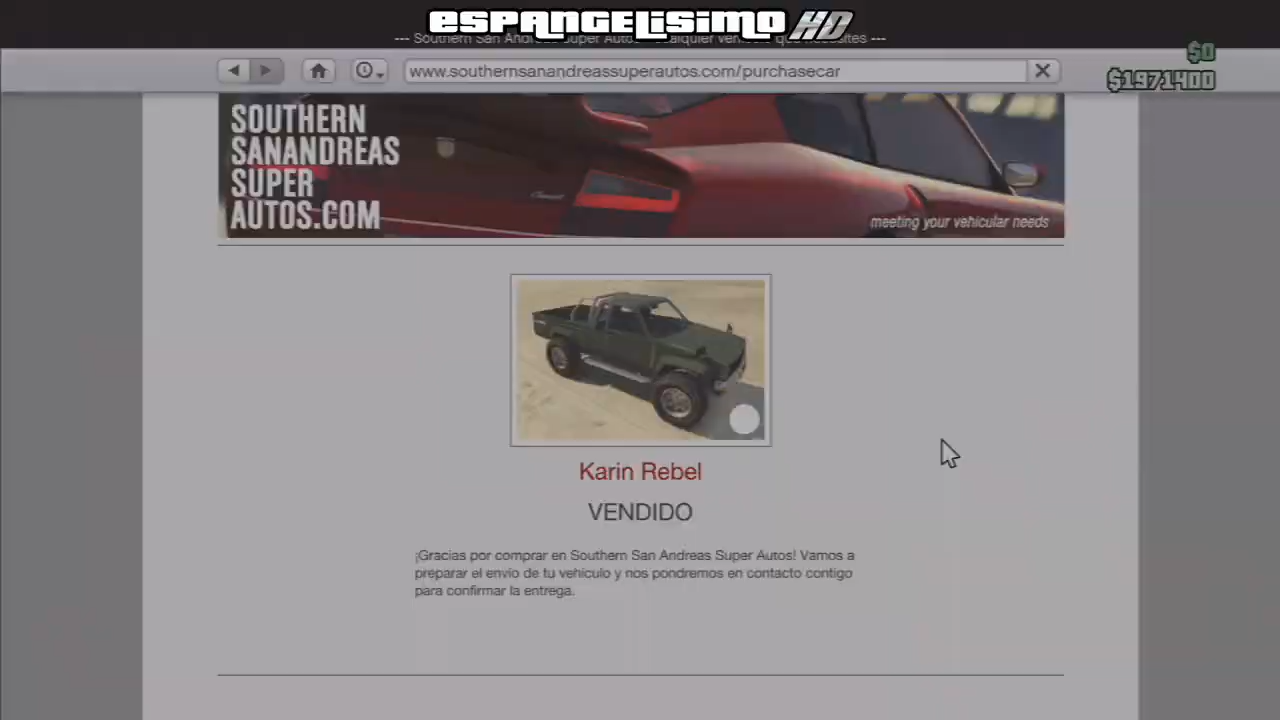 ESPANGELISIMO HD
--- Southern San Andreas Super Autos - Cualquier vehículo que necesites ---
$0
www.southernsanandreassuperautos.com/purchasecar
$1971400
SOUTHERN
SANANDREAS
SUPER
AUTOS.COM
meeting your vehicular needs
Karin Rebel
VENDIDO
¡Gracias por comprar en Southern San Andreas Super Autos! Vamos a
preparar el envío de tu vehículo y nos pondremos en contacto contigo
para confirmar la entrega.